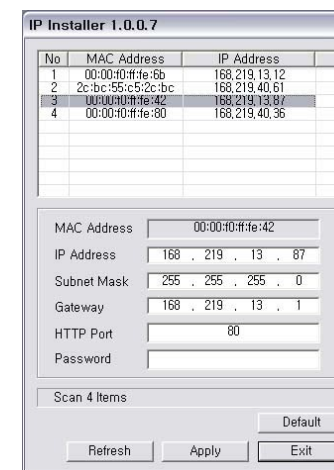 IP Installer 1.0.0.7
No MAC Address IP Address
1 00:00:f0:ff:fe:6b 168,219,13,12
2 2c:bc:55:c5:2c:bc 168,219,40,61
3 00:00:f0:ff:fe:42 168,219,13,87
4 00:00:f0:ff:fe:80 168,219,40,36
MAC Address 00:00:f0:ff:fe:42
IP Address 168 . 219 . 13 . 87
Subnet Mask 255 . 255 . 255 . 0
Gateway 168 . 219 . 13 . 1
HTTP Port 80
Password
Scan 4 Items
Default
Refresh Apply Exit